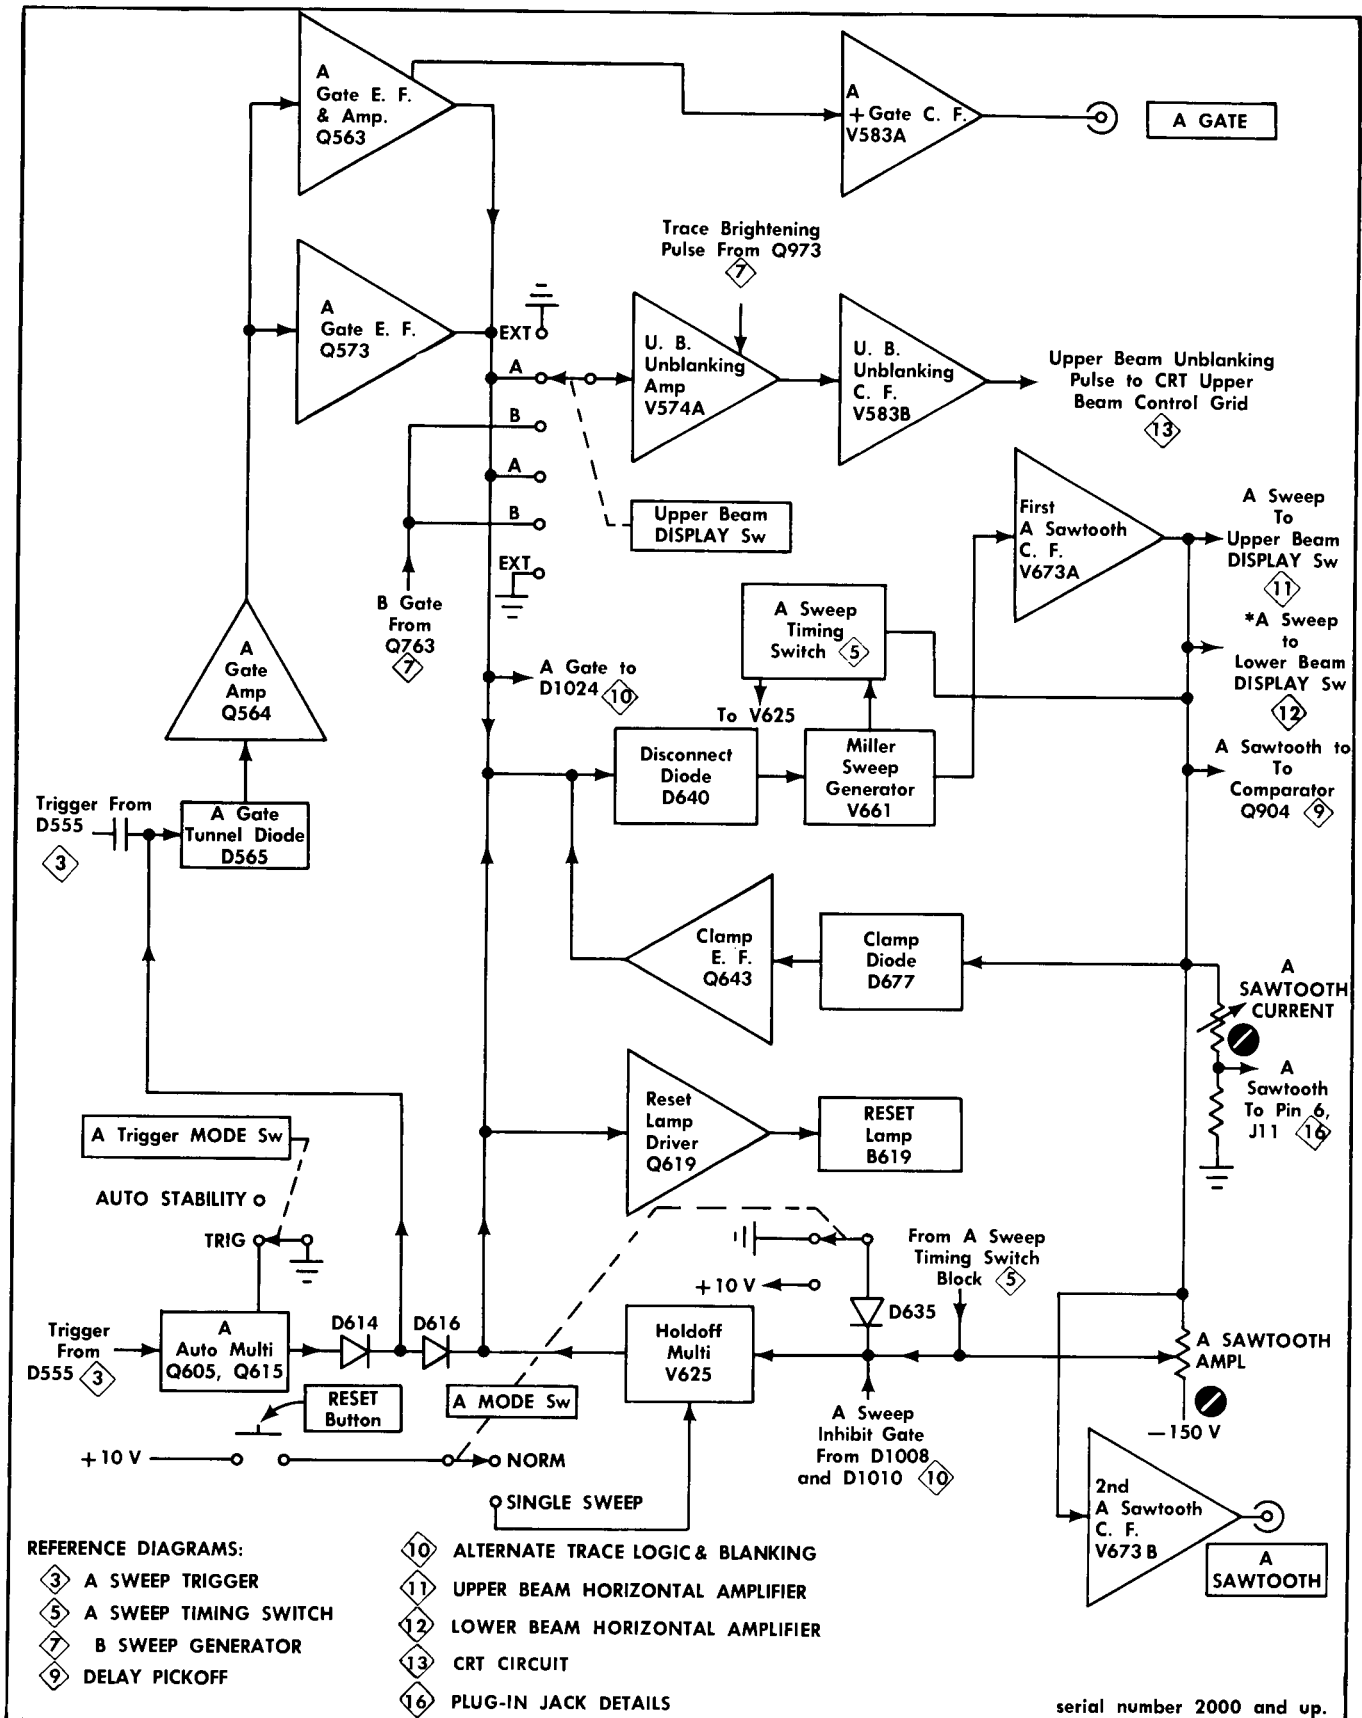 A
Gate E. F.
& Amp.
Q563
A
+Gate C. F.
V583A
A GATE
Trace Brightening
Pulse From Q973
7
A
Gate E. F.
Q573
EXT
A
B
A
B
EXT
U. B.
Unblanking
Amp
V574A
U. B.
Unblanking
C. F.
V583B
Upper Beam Unblanking
Pulse to CRT Upper
Beam Control Grid
13
Upper Beam
DISPLAY Sw
First
A Sawtooth
C. F.
V673A
A Sweep
To
Upper Beam
DISPLAY Sw
11
B Gate
From
Q763
7
A Sweep
Timing
Switch 5
*A Sweep
to
Lower Beam
DISPLAY Sw
12
A
Gate
Amp
Q564
A Gate to
D1024 10
To V625
Disconnect
Diode
D640
Miller
Sweep
Generator
V661
A Sawtooth to
To
Comparator
Q904 9
Trigger From
D555
3
A Gate
Tunnel Diode
D565
Clamp
E. F.
Q643
Clamp
Diode
D677
A
SAWTOOTH
CURRENT
A
Sawtooth
To Pin 6,
J11 16
Reset
Lamp
Driver
Q619
RESET
Lamp
B619
A Trigger MODE Sw
AUTO STABILITY
TRIG
From A Sweep
Timing Switch
Block 5
+10 V
D635
Trigger
From
D555 3
A
Auto Multi
Q605, Q615
D614
D616
Holdoff
Multi
V625
A SAWTOOTH
AMPL
RESET
Button
A MODE Sw
A Sweep
Inhibit Gate
From D1008
and D1010 10
—150 V
+10 V
NORM
SINGLE SWEEP
2nd
A Sawtooth
C. F.
V673B
A
SAWTOOTH
REFERENCE DIAGRAMS:
3 A SWEEP TRIGGER
5 A SWEEP TIMING SWITCH
7 B SWEEP GENERATOR
9 DELAY PICKOFF
10 ALTERNATE TRACE LOGIC & BLANKING
11 UPPER BEAM HORIZONTAL AMPLIFIER
12 LOWER BEAM HORIZONTAL AMPLIFIER
13 CRT CIRCUIT
16 PLUG-IN JACK DETAILS
serial number 2000 and up.